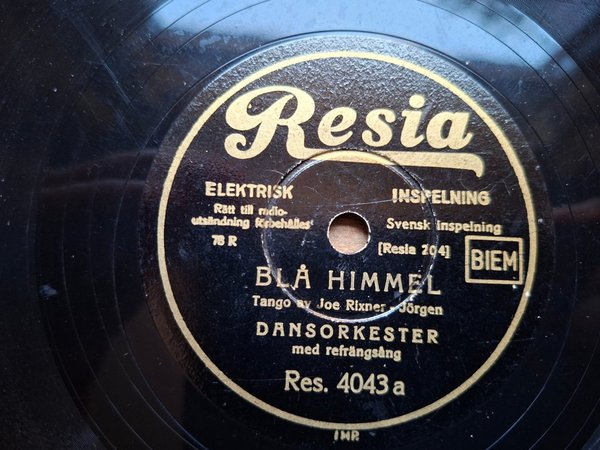 Resia
ELEKTRISK INSPELNING
Rätt till radio-
utsändning förbehålles
Svensk inspelning
78 R
[Resia 204]
BIEM
BLÅ HIMMEL
Tango av Joe Rixner - Jörgen
DANSORKESTER
med refrängsång
Res. 4043 a
IMP.